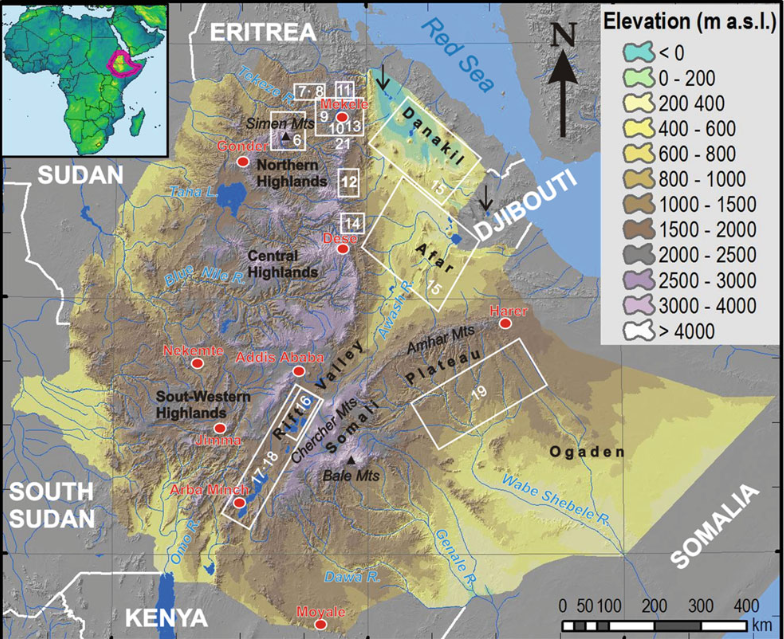 ERITREA
Red Sea
N
Elevation (m a.s.l.)
< 0
0 - 200
200 400
400 - 600
600 - 800
800 - 1000
1000 - 1500
1500 - 2000
2000 - 2500
2500 - 3000
3000 - 4000
> 4000
Tekeze R.
7 · 8
11
Mekele
9
10
13
21
Simen Mts
6
Danakil
15
Gonder
Northern
Highlands
SUDAN
Tana L.
12
DJIBOUTI
14
Dese
Afar
15
Central
Highlands
Blue Nile R.
Awash R.
Harer
Amhar Mts
Nekemte
Addis Ababa
Rift Valley
Somali Plateau
16
19
Sout-Western
Highlands
Jimma
Chercher Mts
Ogaden
17-18
Bale Mts
Arba Minch
SOUTH
SUDAN
Wabe Shebele R.
SOMALIA
Omo R.
Genale R.
Dawa R.
KENYA
Moyale
0 50 100 200 300 400
km